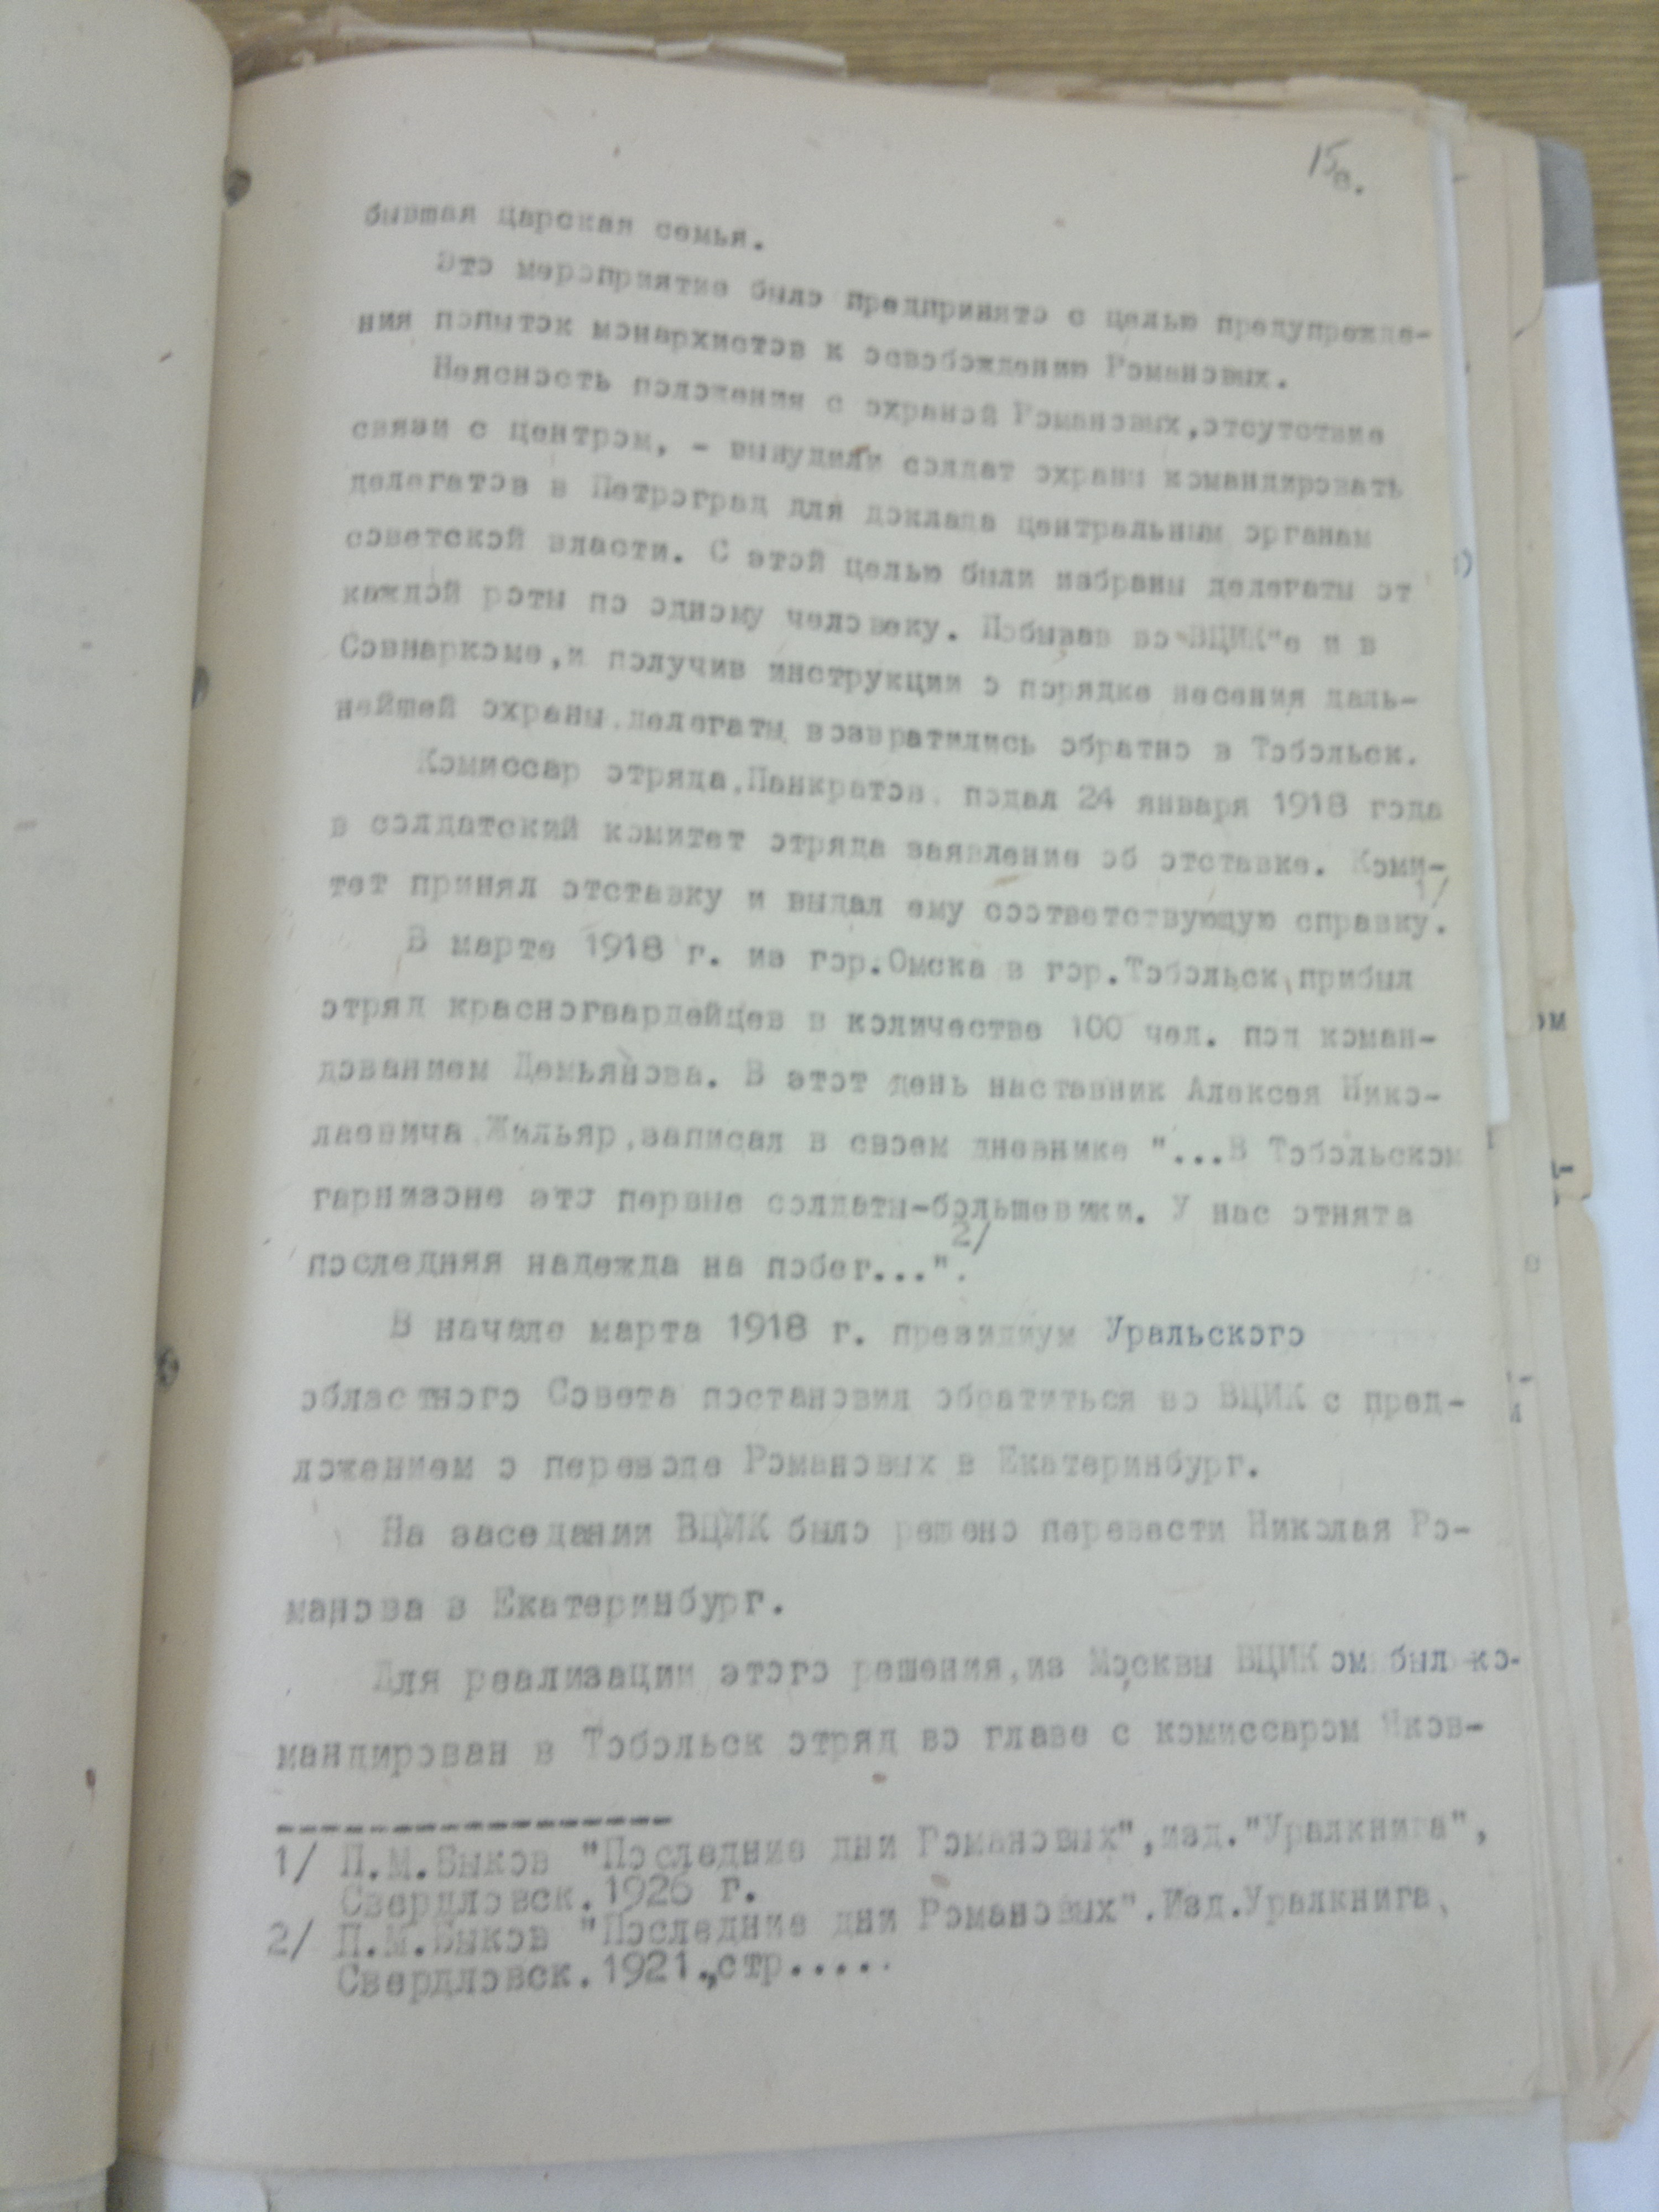 15в.
бывшая царская семья.
Это мероприятие было предпринято с целью предупрежде-
ния попыток монархистов к освобождению Романовых.
Неясность положения с охраной Романовых, отсутствие
связи с центром, - вынудили солдат охраны командировать
делегатов в Петроград для доклада центральным органам
советской власти. С этой целью были избраны делегаты от
каждой роты по одному человеку. Побывав во ВЦИК"е и в
Совнаркоме, и получив инструкции о порядке несения даль-
нейшей охраны, делегаты возвратились обратно в Тобольск.
Комиссар отряда, Панкратов, подал 24 января 1918 года
в солдатский комитет отряда заявление об отставке. Коми-
тет принял отставку и выдал ему соответствующую справку. 1/
В марте 1918 г. из гор.Омска в гор.Тобольск прибыл
отряд красногвардейцев в количестве 100 чел. под коман-
дованием Демьянова. В этот день наставник Алексея Нико-
лаевича, Жильяр, записал в своем дневнике "...В Тобольском
гарнизоне это первые солдаты-большевики. У нас отнята
последняя надежда на побег...". 2/
В начале марта 1918 г. президиум Уральского
областного Совета постановил обратиться во ВЦИК с пред-
ложением о переводе Романовых в Екатеринбург.
На заседании ВЦИК было решено перевести Николая Ро-
манова в Екатеринбург.
Для реализации этого решения, из Москвы ВЦИК ом был ко-
мандирован в Тобольск отряд во главе с комиссаром Яков-
1/ П.М.Быков "Последние дни Романовых", изд."Уралкнига",
Свердловск. 1926 г.
2/ П.М.Быков "Последние дни Романовых". Изд.Уралкнига,
Свердловск. 1921., стр.....